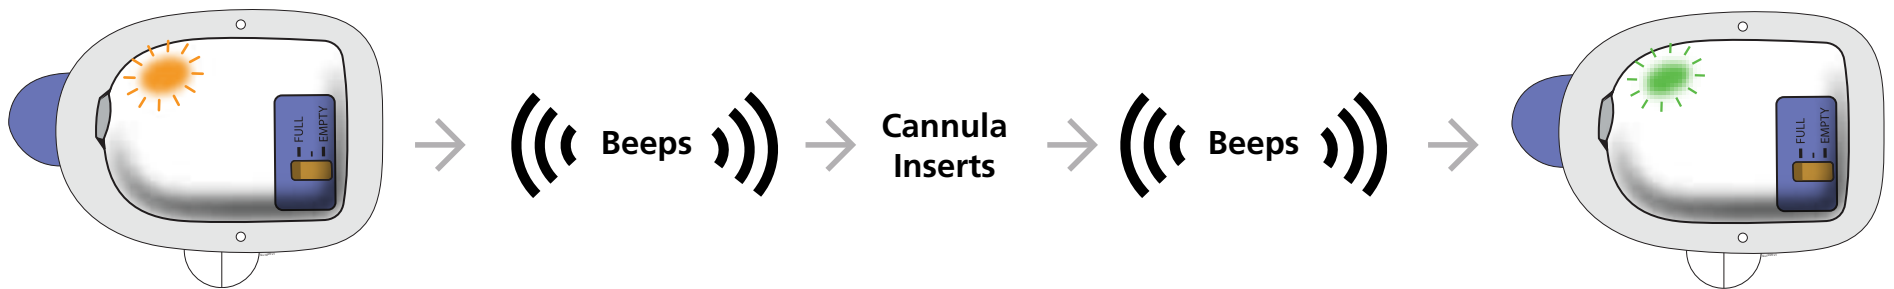 FULL
EMPTY
Beeps
Cannula
Inserts
Beeps
FULL
EMPTY